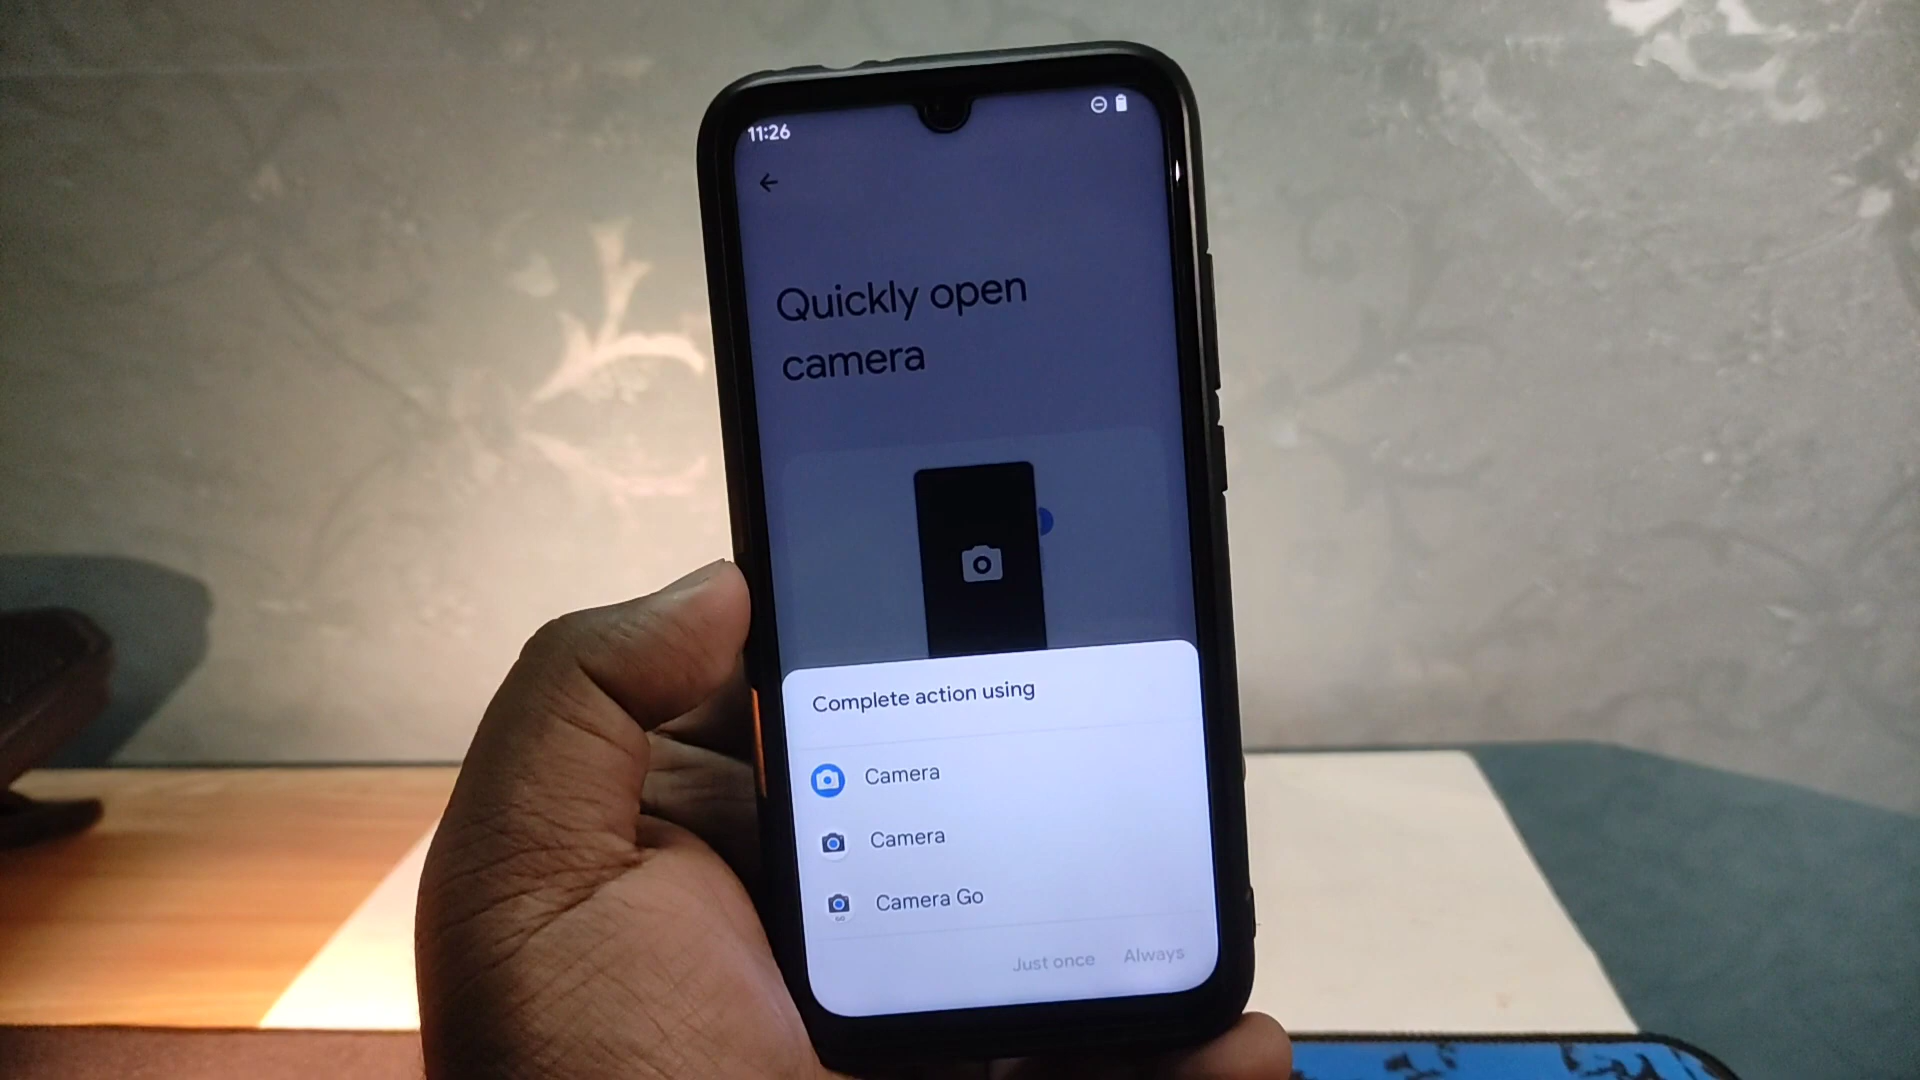 11:26
Quickly open
camera
Complete action using
Camera
Camera
Camera Go
Just once Always